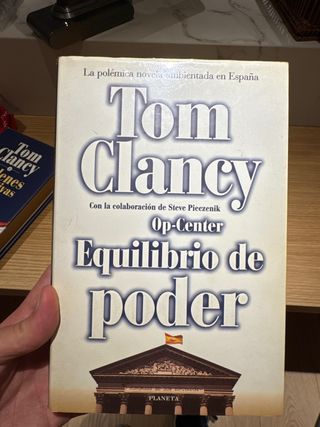 La polémica novela ambientada en España
Tom
Clancy
Con la colaboración de Steve Pieczenik
Op-Center
Equilibrio de
poder
PLANETA
Tom
Clancy